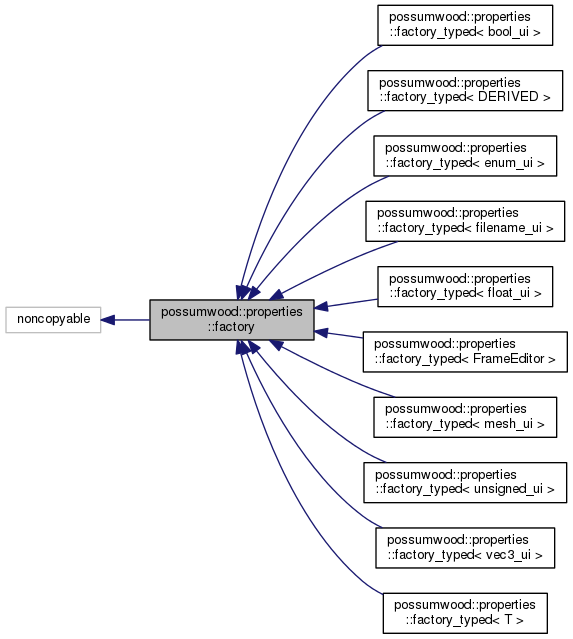 possumwood::properties
::factory_typed< bool_ui >
possumwood::properties
::factory_typed< DERIVED >
possumwood::properties
::factory_typed< enum_ui >
possumwood::properties
::factory_typed< filename_ui >
possumwood::properties
::factory_typed< float_ui >
noncopyable
possumwood::properties
::factory
possumwood::properties
::factory_typed< FrameEditor >
possumwood::properties
::factory_typed< mesh_ui >
possumwood::properties
::factory_typed< unsigned_ui >
possumwood::properties
::factory_typed< vec3_ui >
possumwood::properties
::factory_typed< T >